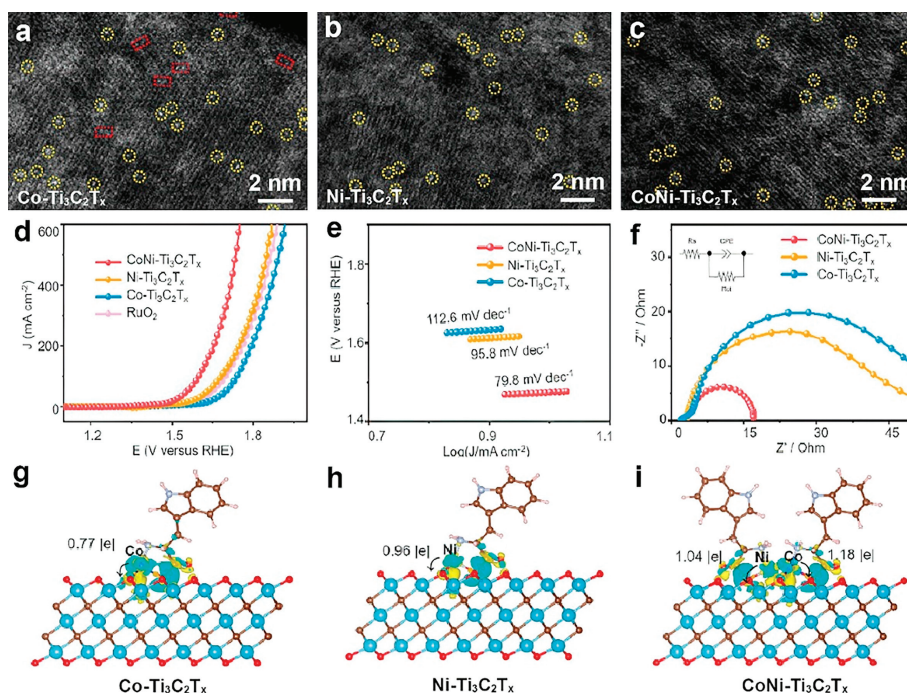 a
b
c
Co-Ti₃C₂Tₓ
2 nm
Ni-Ti₃C₂Tₓ
2 nm
CoNi-Ti₃C₂Tₓ
2 nm
d
600
400
200
0
J (mA cm⁻²)
CoNi-Ti₃C₂Tₓ
Ni-Ti₃C₂Tₓ
Co-Ti₃C₂Tₓ
RuO₂
1.2
1.5
1.8
E (V versus RHE)
e
1.8
1.6
1.4
E (V versus RHE)
CoNi-Ti₃C₂Tₓ
Ni-Ti₃C₂Tₓ
Co-Ti₃C₂Tₓ
112.6 mV dec⁻¹
95.8 mV dec⁻¹
79.8 mV dec⁻¹
0.7
0.9
1.1
Log(J/mA cm⁻²)
f
30
20
10
0
-Z'' / Ohm
Rs
CPE
CoNi-Ti₃C₂Tₓ
Ni-Ti₃C₂Tₓ
Co-Ti₃C₂Tₓ
0
15
30
45
Z' / Ohm
g
0.77 |e|
Co
Co-Ti₃C₂Tₓ
h
0.96 |e|
Ni
Ni-Ti₃C₂Tₓ
i
1.04 |e|
Ni
Co
1.18 |e|
CoNi-Ti₃C₂Tₓ